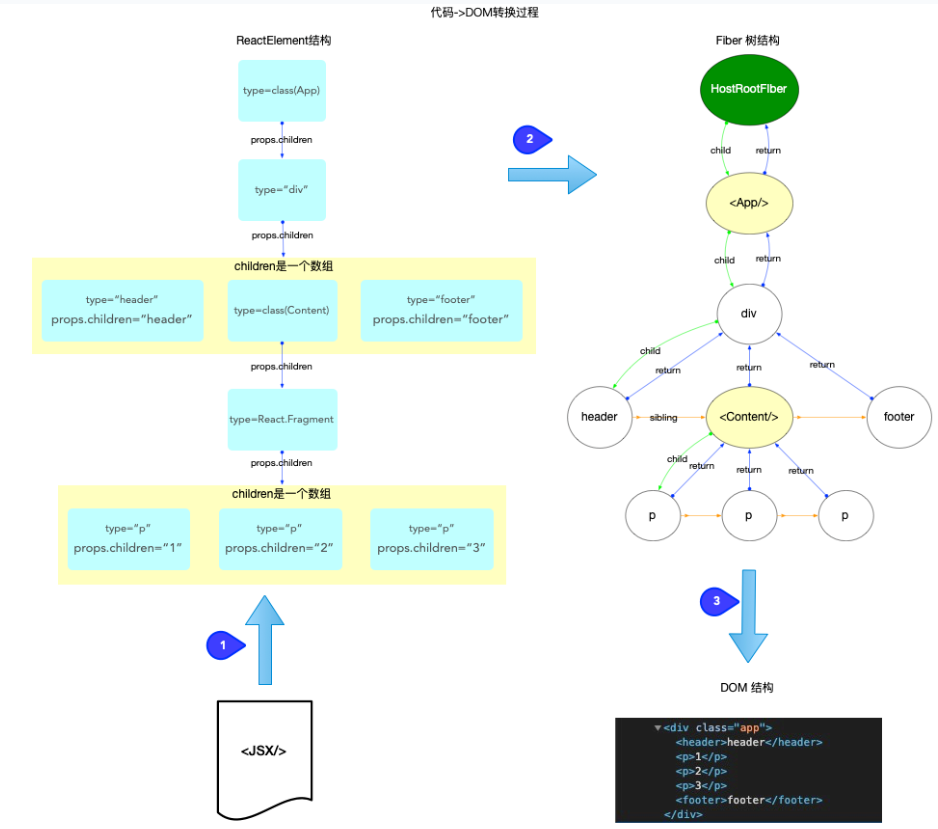 代码->DOM转换过程
ReactElement结构
type=class(App)
props.children
type=“div”
props.children
children是一个数组
type=“header”
props.children=“header”
type=class(Content)
type=“footer”
props.children=“footer”
props.children
type=React.Fragment
props.children
children是一个数组
type=“p”
props.children=“1”
type=“p”
props.children=“2”
type=“p”
props.children=“3”
1
<JSX/>
2
Fiber 树结构
HostRootFiber
child
return
<App/>
child
return
div
child
return
return
return
header
sibling
<Content/>
footer
child
return
return
return
p
p
p
3
DOM 结构
▼<div class="app">
<header>header</header>
<p>1</p>
<p>2</p>
<p>3</p>
<footer>footer</footer>
</div>